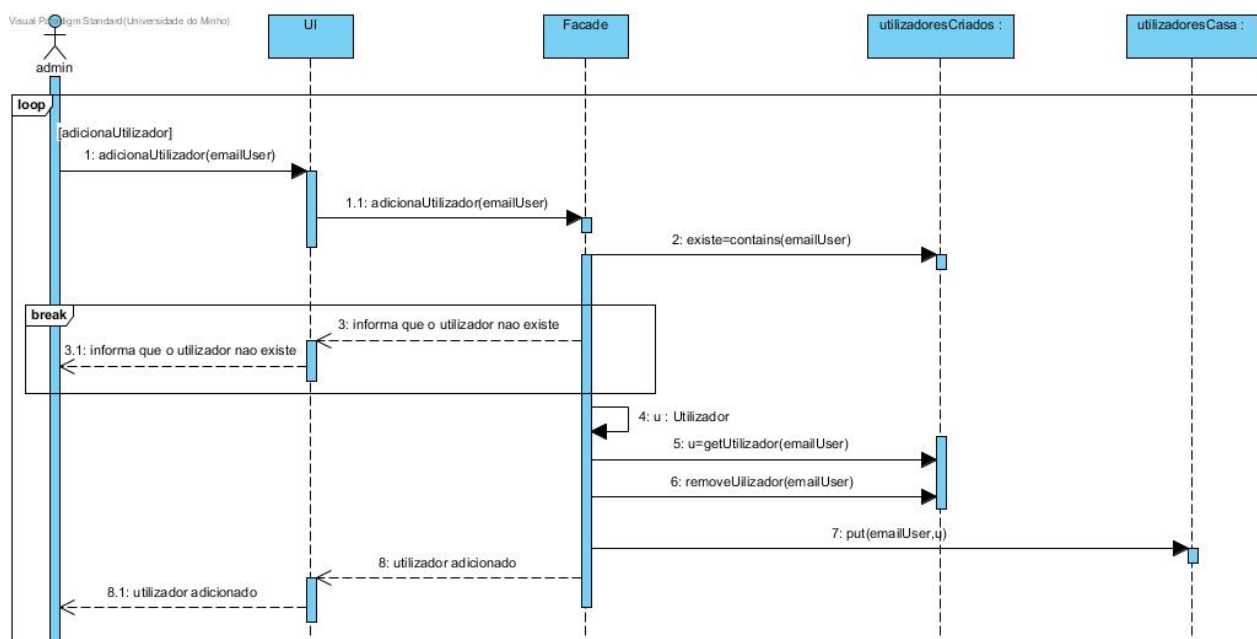 Visual Paradigm Standard(Universidade do Minho)
admin
UI
Facade
utilizadoresCriados :
utilizadoresCasa :
loop
[adicionaUtilizador]
1: adicionaUtilizador(emailUser)
1.1: adicionaUtilizador(emailUser)
2: existe=contains(emailUser)
break
3: informa que o utilizador nao existe
3.1: informa que o utilizador nao existe
4: u : Utilizador
5: u=getUtilizador(emailUser)
6: removeUilizador(emailUser)
7: put(emailUser,u)
8: utilizador adicionado
8.1: utilizador adicionado